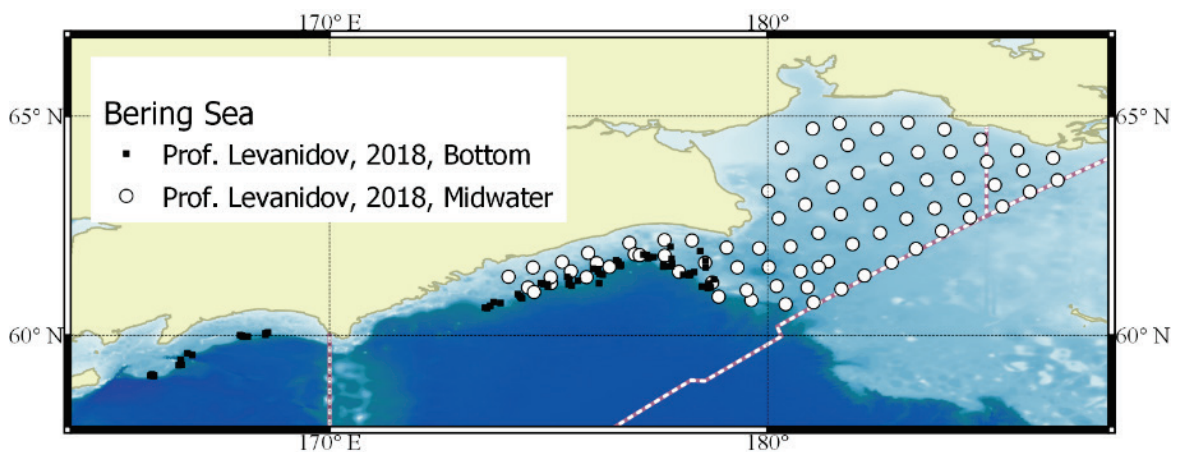 170° E 180°
65° N 65° N
Bering Sea
Prof. Levanidov, 2018, Bottom
Prof. Levanidov, 2018, Midwater
60° N 60° N
170° E 180°